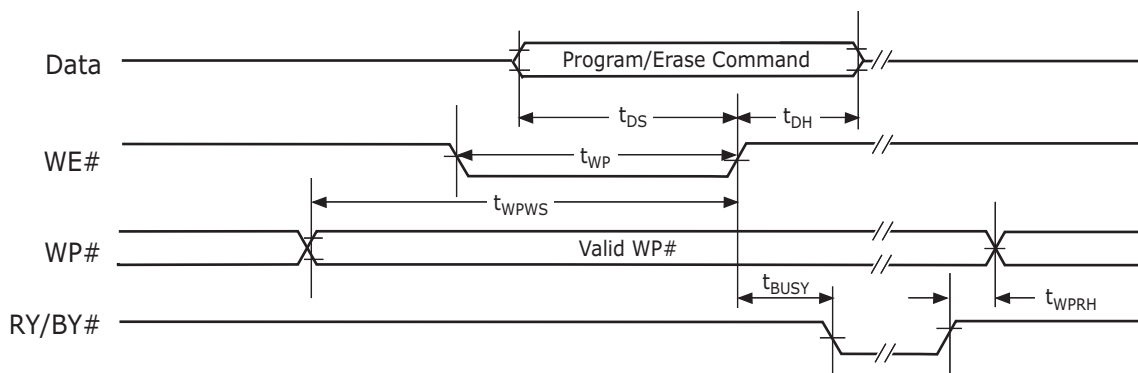 Data
Program/Erase Command
tDS
tDH
WE#
tWP
tWPWS
WP#
Valid WP#
tBUSY
tWPRH
RY/BY#